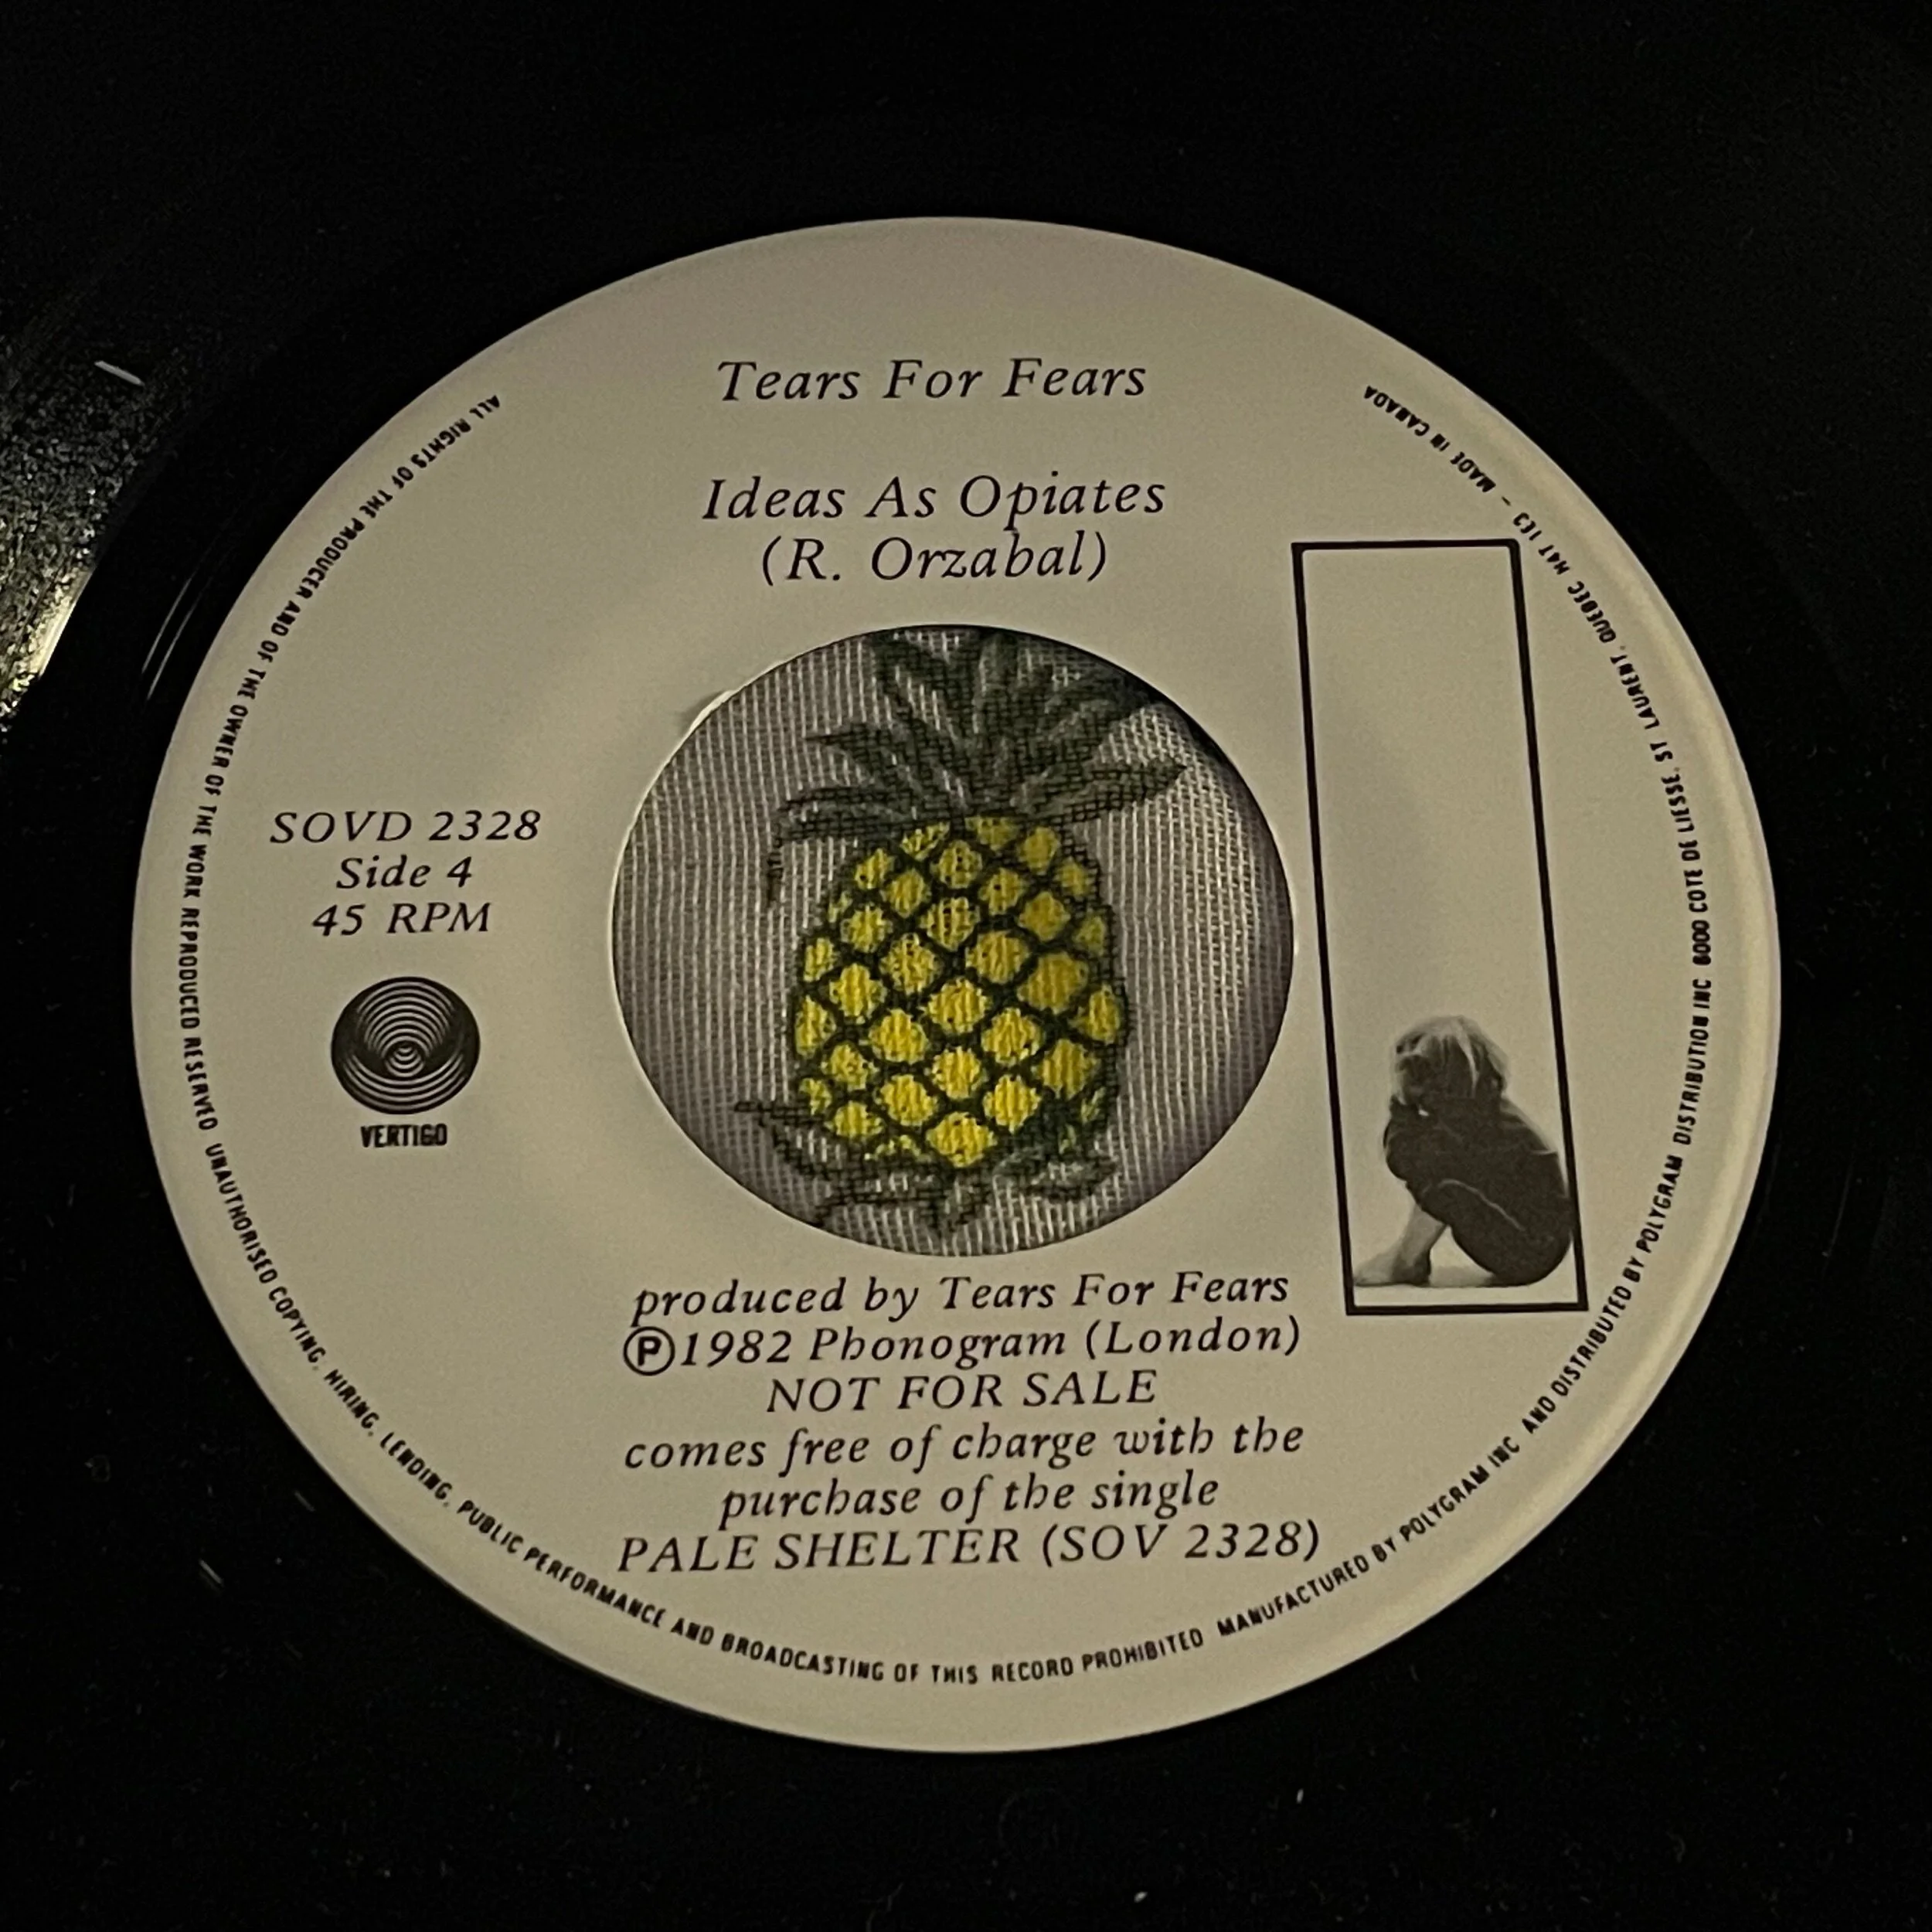 Tears For Fears
Ideas As Opiates
(R. Orzabal)
SOVD 2328
Side 4
45 RPM
VERTIGO
produced by Tears For Fears
Ⓟ1982 Phonogram (London)
NOT FOR SALE
comes free of charge with the
purchase of the single
PALE SHELTER (SOV 2328)
ALL RIGHTS OF THE PRODUCER AND OF THE OWNER OF THE WORK REPRODUCED RESERVED UNAUTHORISED COPYING, HIRING, LENDING, PUBLIC PERFORMANCE AND BROADCASTING OF THIS RECORD PROHIBITED MANUFACTURED BY POLYGRAM INC AND DISTRIBUTED BY POLYGRAM DISTRIBUTION INC 6000 COTE DE LIESSE, ST LAURENT, QUEBEC H4T 1E3 – MADE IN CANADA